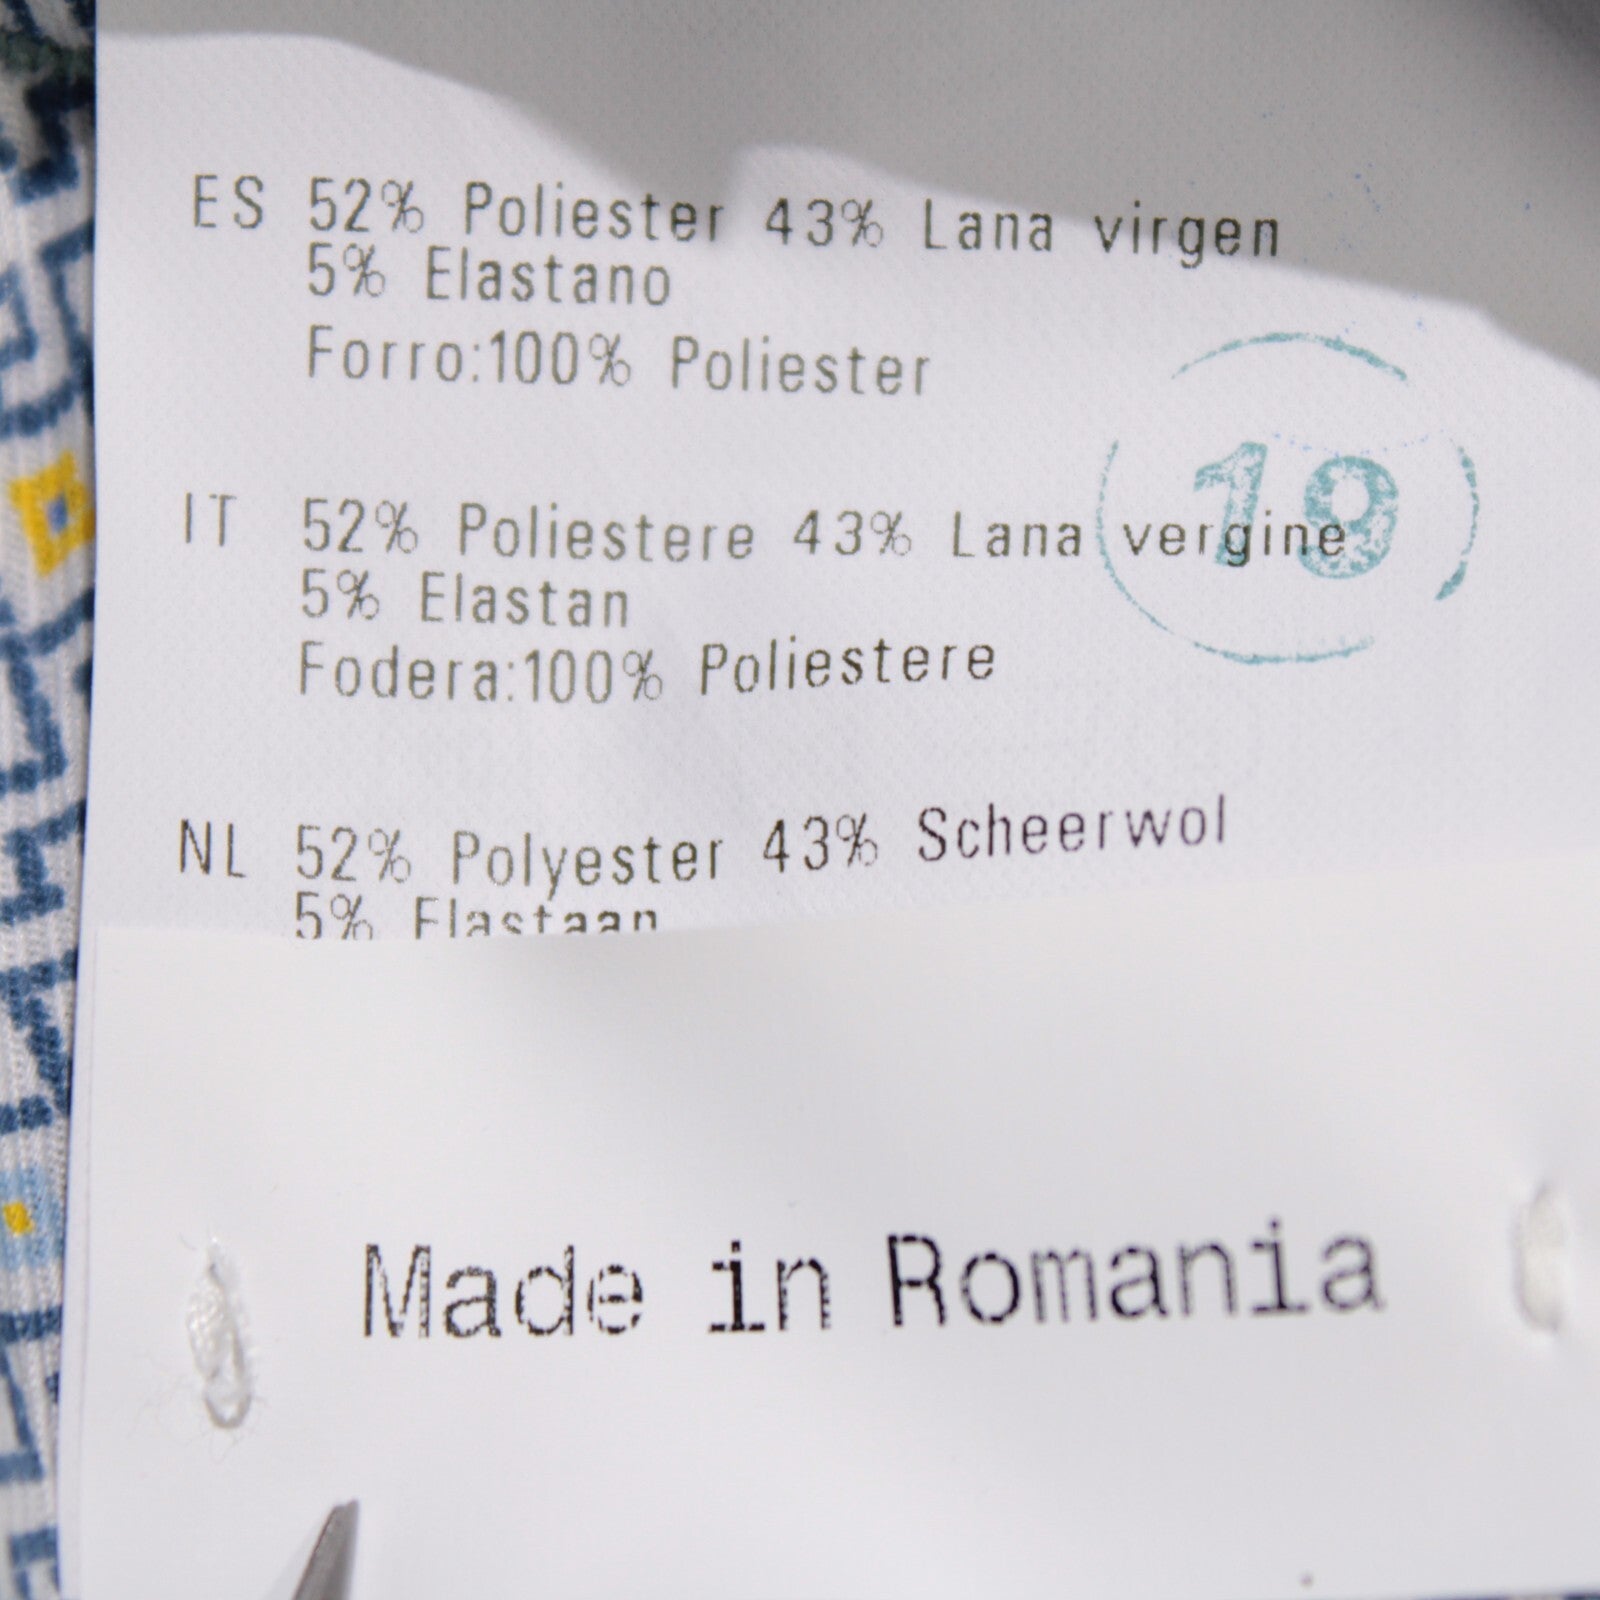 ES 52% Poliester 43% Lana virgen
5% Elastano
Forro:100% Poliester
19
IT 52% Poliestere 43% Lana vergine
5% Elastan
Fodera:100% Poliestere
NL 52% Polyester 43% Scheerwol
5% Elastaan
Made in Romania